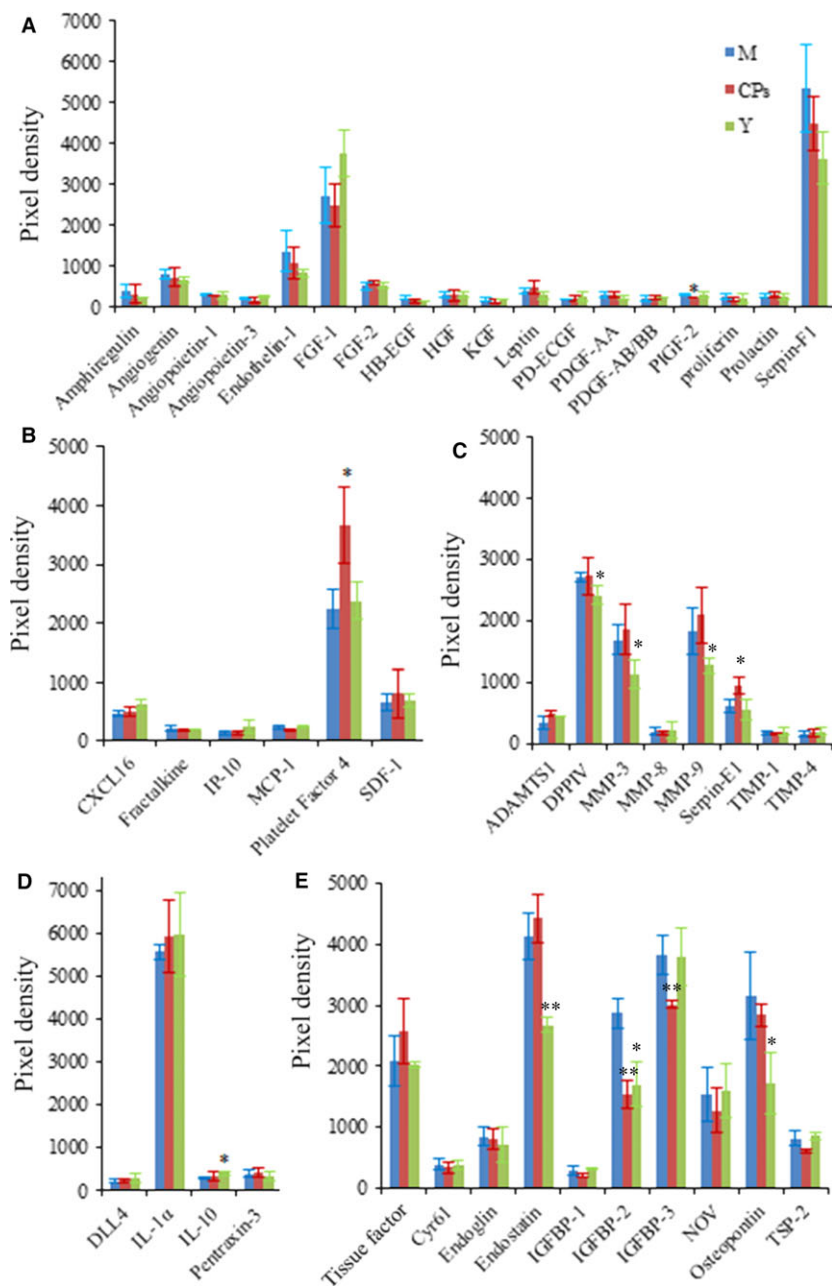 A
7000
6000
5000
4000
3000
2000
1000
0
Pixel density
M
CPs
Y
*
Amphiregulin
Angiogenin
Angiopoictin-1
Angiopoictin-3
Endothelin-1
FGF-1
FGF-2
HB-EGF
HGF
KGF
Leptin
PD-ECGF
PDGF-AA
PDGF-AB/BB
PlGF-2
proliferin
Prolactin
Serpin-F1
B
5000
4000
3000
2000
1000
0
Pixel density
*
CXCL16
Fractalkine
IP-10
MCP-1
Platelet Factor 4
SDF-1
C
5000
4000
3000
2000
1000
0
Pixel density
*
*
*
*
ADAMTS1
DPPIV
MMP-3
MMP-8
MMP-9
Serpin-E1
TIMP-1
TIMP-4
D
7000
6000
5000
4000
3000
2000
1000
0
Pixel density
*
DLL4
IL-1α
IL-10
Pentraxin-3
E
5000
4000
3000
2000
1000
0
Pixel density
**
*
**
**
*
Tissue factor
Cyr61
Endoglin
Endostatin
IGFBP-1
IGFBP-2
IGFBP-3
NOV
Osteopontin
TSP-2